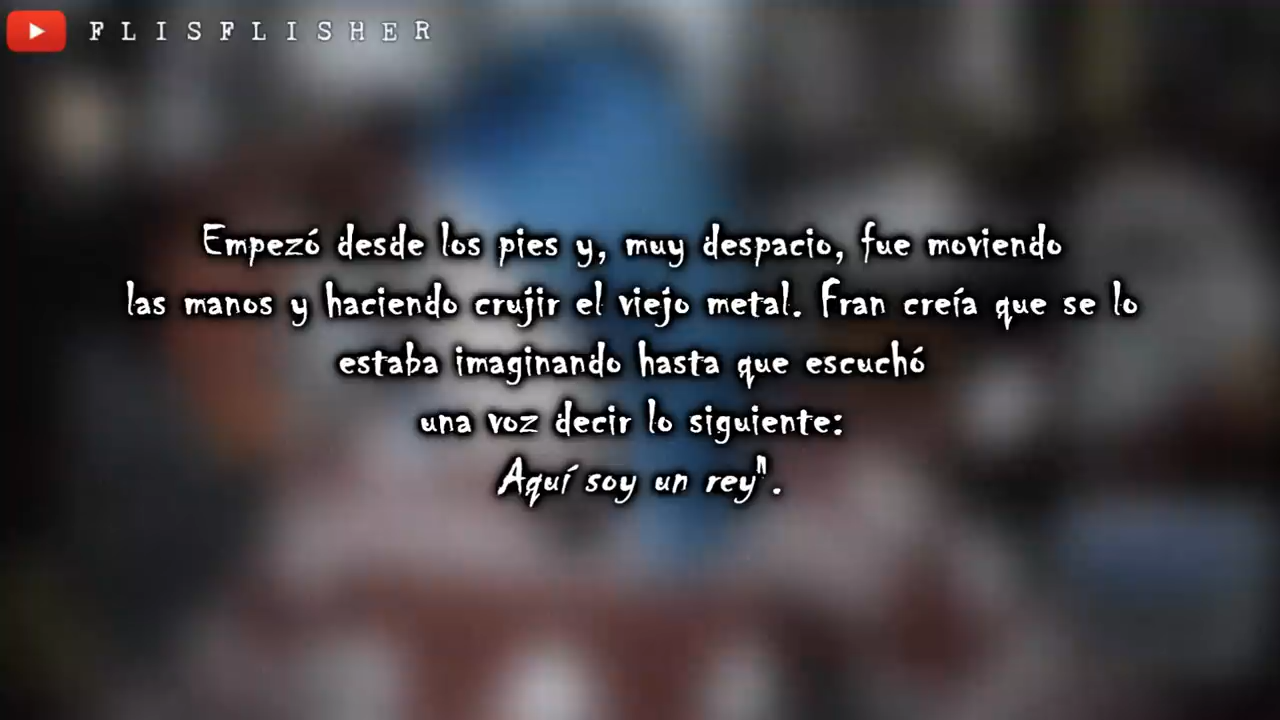 FLISFLISHER
Empezó desde los pies y, muy despacio, fue moviendo
las manos y haciendo crujir el viejo metal. Fran creía que se lo
estaba imaginando hasta que escuchó
una voz decir lo siguiente:
Aquí soy un rey".